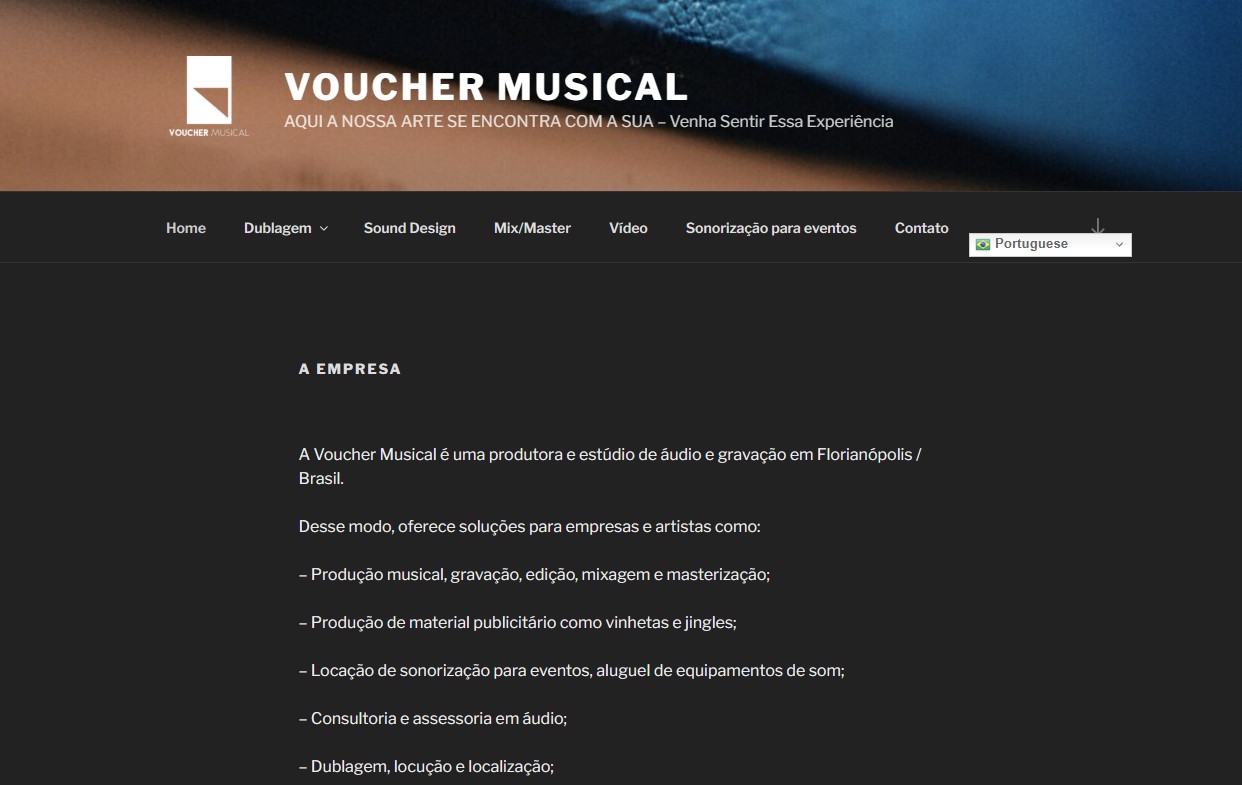 VOUCHER MUSICAL
AQUI A NOSSA ARTE SE ENCONTRA COM A SUA – Venha Sentir Essa Experiência
VOUCHER MUSICAL
Home Dublagem Sound Design Mix/Master Vídeo Sonorização para eventos Contato
Portuguese
A EMPRESA
A Voucher Musical é uma produtora e estúdio de áudio e gravação em Florianópolis /
Brasil.
Desse modo, oferece soluções para empresas e artistas como:
– Produção musical, gravação, edição, mixagem e masterização;
– Produção de material publicitário como vinhetas e jingles;
– Locação de sonorização para eventos, aluguel de equipamentos de som;
– Consultoria e assessoria em áudio;
– Dublagem, locução e localização;